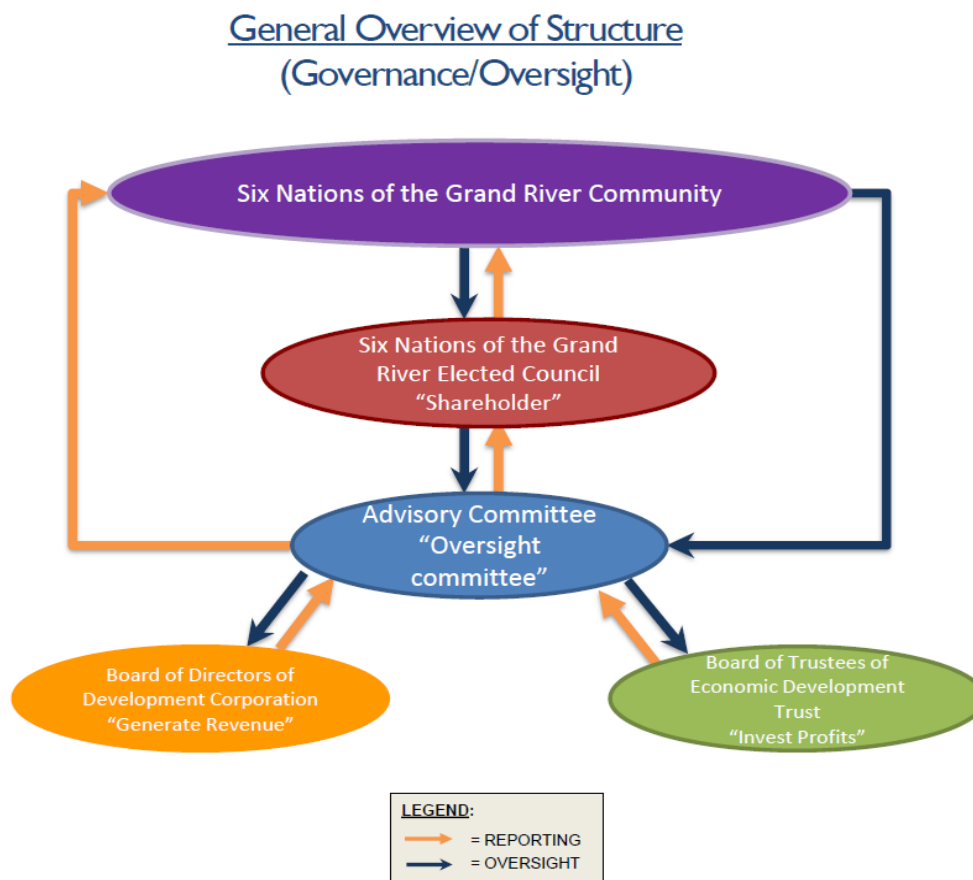 General Overview of Structure
(Governance/Oversight)
Six Nations of the Grand River Community
Six Nations of the Grand
River Elected Council
“Shareholder”
Advisory Committee
“Oversight
committee”
Board of Directors of
Development Corporation
“Generate Revenue”
Board of Trustees of
Economic Development
Trust
“Invest Profits”
LEGEND:
= REPORTING
= OVERSIGHT